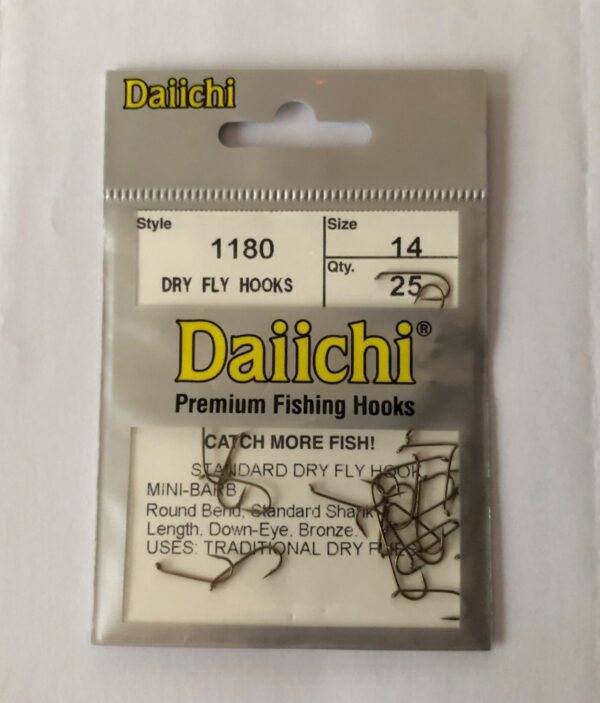 Daiichi
Style
1180
DRY FLY HOOKS
Size
14
Qty.
25
Daiichi®
Premium Fishing Hooks
CATCH MORE FISH!
STANDARD DRY FLY HOOK
MINI-BARB
Round Bend, Standard Shank
Length, Down-Eye, Bronze.
USES: TRADITIONAL DRY FLIES